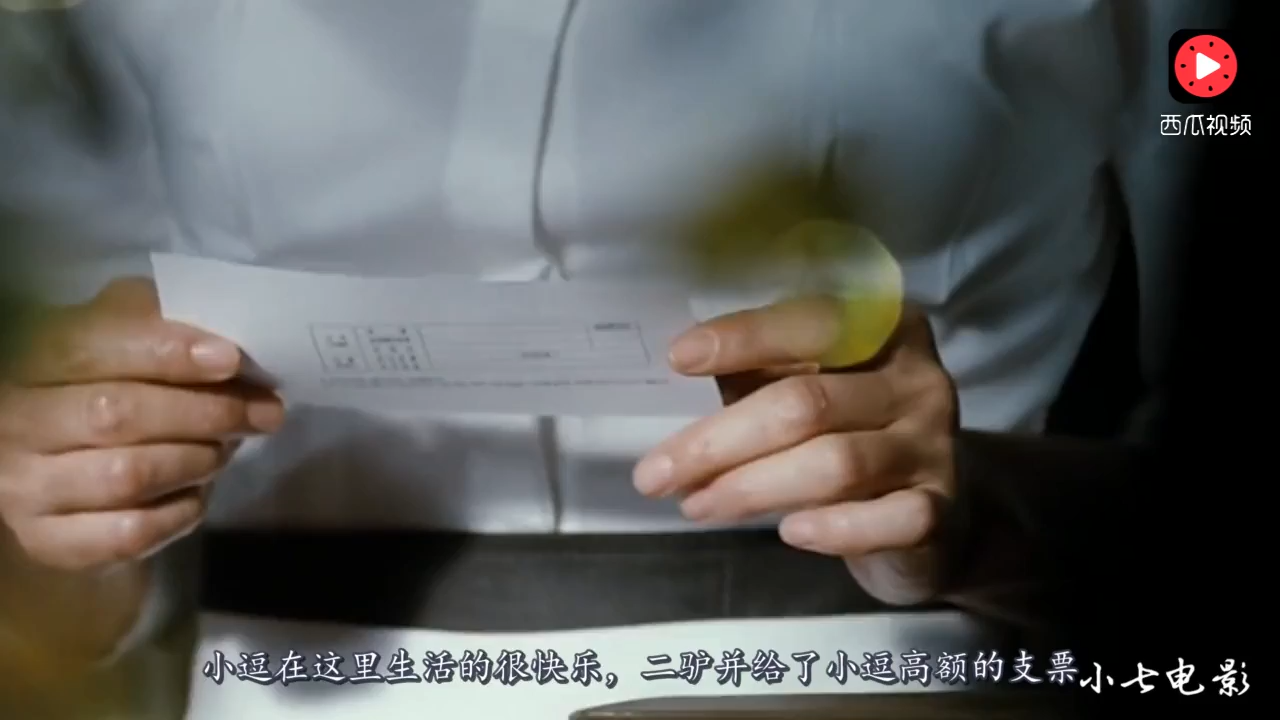 西瓜视频
小逗在这里生活的很快乐，二驴并给了小逗高额的支票
小七电影